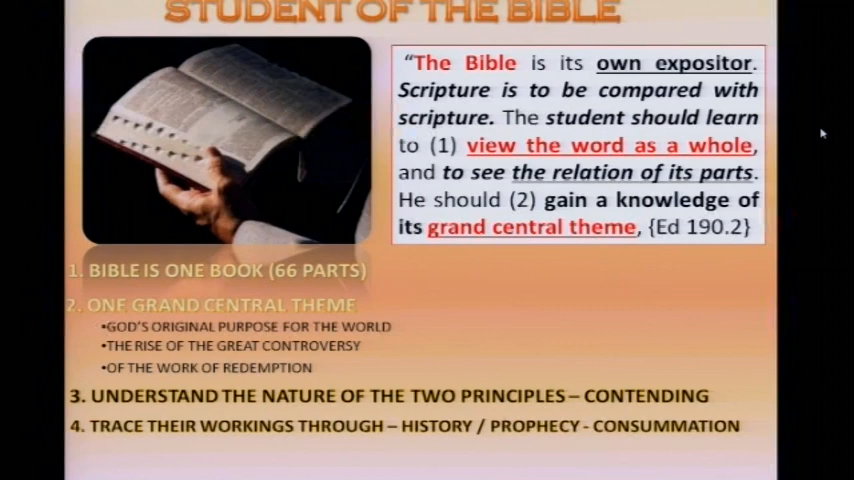 STUDENT OF THE BIBLE
“The Bible is its own expositor.
Scripture is to be compared with
scripture. The student should learn
to (1) view the word as a whole,
and to see the relation of its parts.
He should (2) gain a knowledge of
its grand central theme, {Ed 190.2}
1. BIBLE IS ONE BOOK (66 PARTS)
2. ONE GRAND CENTRAL THEME
•GOD'S ORIGINAL PURPOSE FOR THE WORLD
•THE RISE OF THE GREAT CONTROVERSY
•OF THE WORK OF REDEMPTION
3. UNDERSTAND THE NATURE OF THE TWO PRINCIPLES – CONTENDING
4. TRACE THEIR WORKINGS THROUGH – HISTORY / PROPHECY - CONSUMMATION